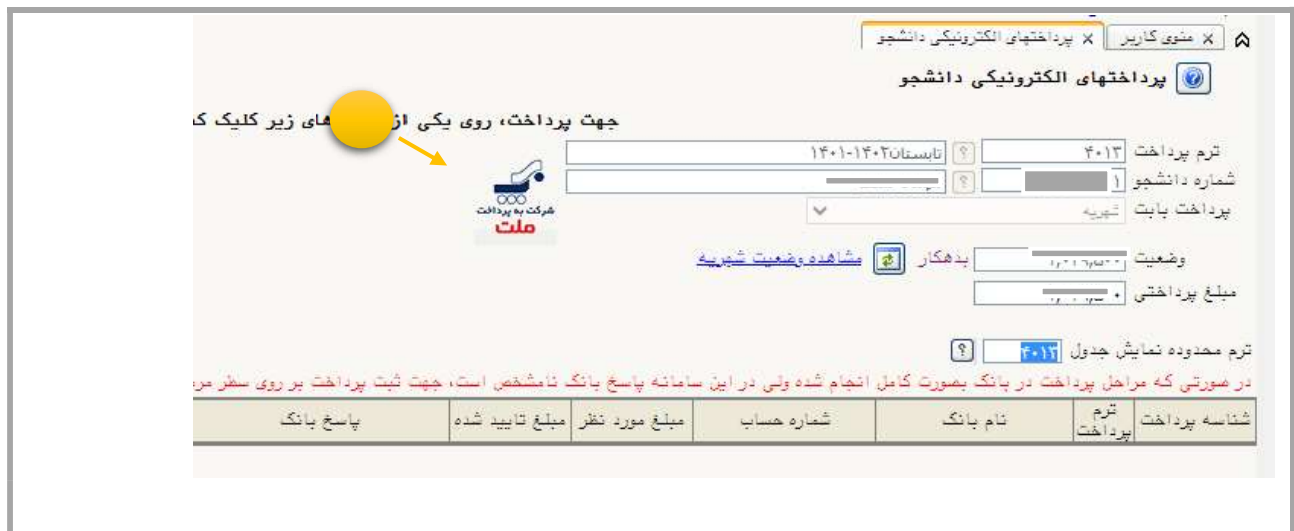 منوی کاربر
پرداختهای الکترونیکی دانشجو
پرداختهای الکترونیکی دانشجو
جهت پرداخت، روی یکی از های زیر کلیک
ترم پرداخت ۴۰۱۳ ؟ تابستان۱۴۰۲-۱۴۰۱
شماره دانشجو ۱ ؟
پرداخت بابت شهریه
شرکت به پرداخت
ملت
وضعیت بدهکار مشاهده وضعیت شهریه
مبلغ پرداختی
ترم محدوده نمایش جدول ۴۰۱۳ ؟
در صورتی که مراحل پرداخت در بانک بصورت کامل انجام شده ولی در این سامانه پاسخ بانک نامشخص است، جهت ثبت پرداخت بر روی سطر
شناسه پرداخت ترم پرداخت نام بانک شماره حساب مبلغ مورد نظر مبلغ تایید شده پاسخ بانک